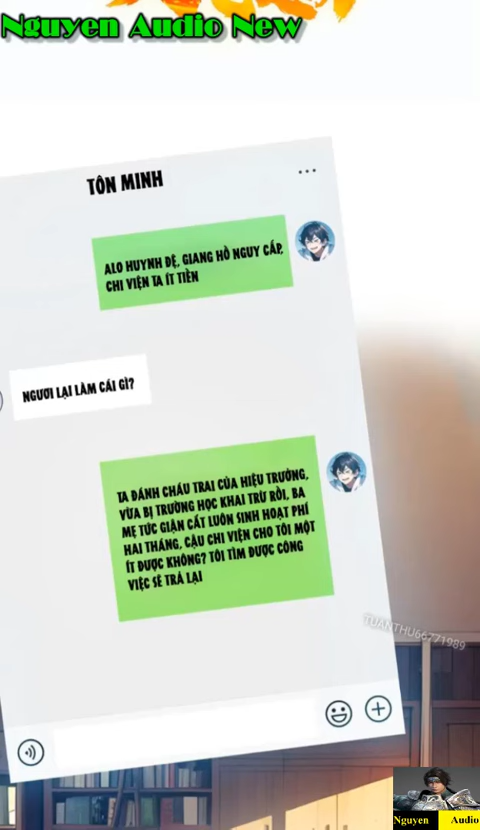 Nguyen Audio New
TÔN MINH
ALO HUYNH ĐỆ, GIANG HỒ NGUY CẤP,
CHI VIỆN TA ÍT TIỀN
NGƯƠI LẠI LÀM CÁI GÌ?
TA ĐÁNH CHÁU TRAI CỦA HIỆU TRƯỞNG,
VỪA BỊ TRƯỜNG HỌC KHAI TRỪ RỒI, BA
MẸ TỨC GIẬN CẮT LUÔN SINH HOẠT PHÍ
HAI THÁNG, CẬU CHI VIỆN CHO TÔI MỘT
ÍT ĐƯỢC KHÔNG? TÔI TÌM ĐƯỢC CÔNG
VIỆC SẼ TRẢ LẠI
TUANTHU66771989
Nguyen Audio